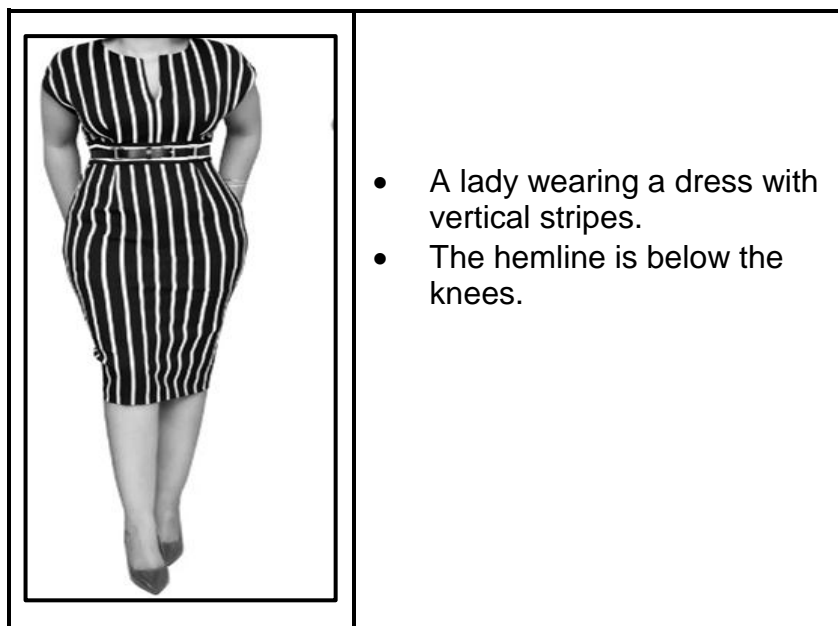 • A lady wearing a dress with
vertical stripes.
• The hemline is below the
knees.